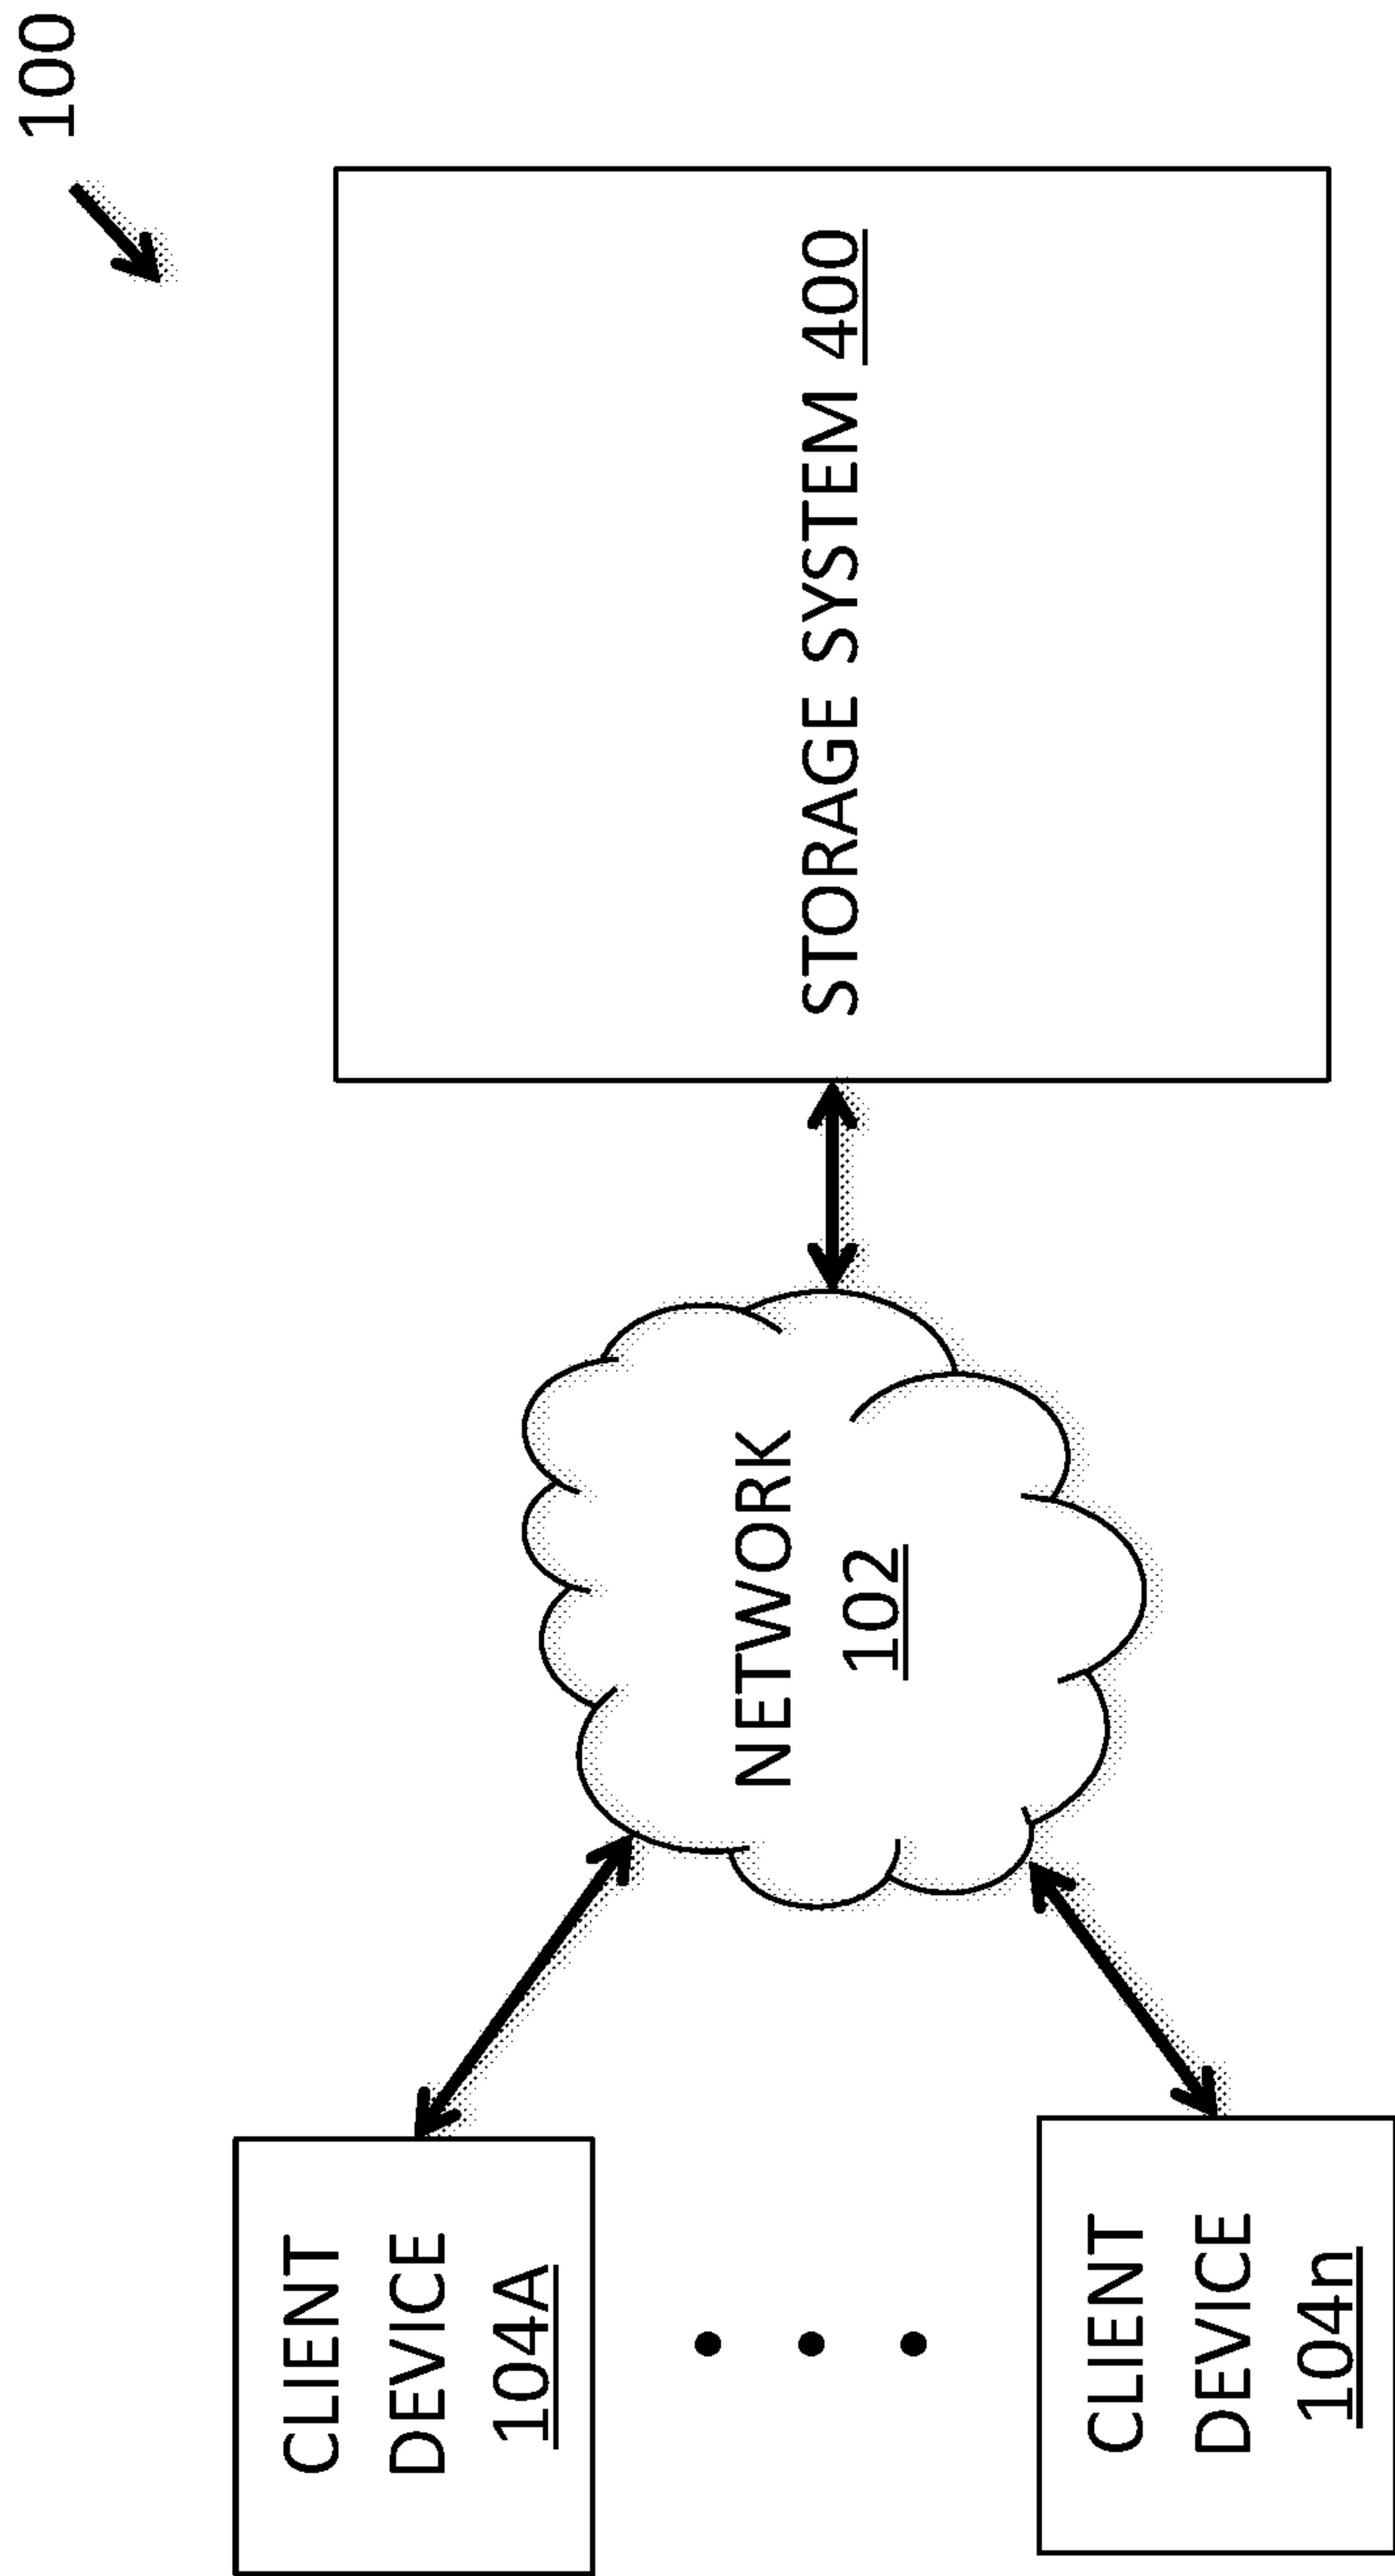 100
CLIENT
DEVICE
104A
NETWORK
102
STORAGE SYSTEM 400
CLIENT
DEVICE
104n